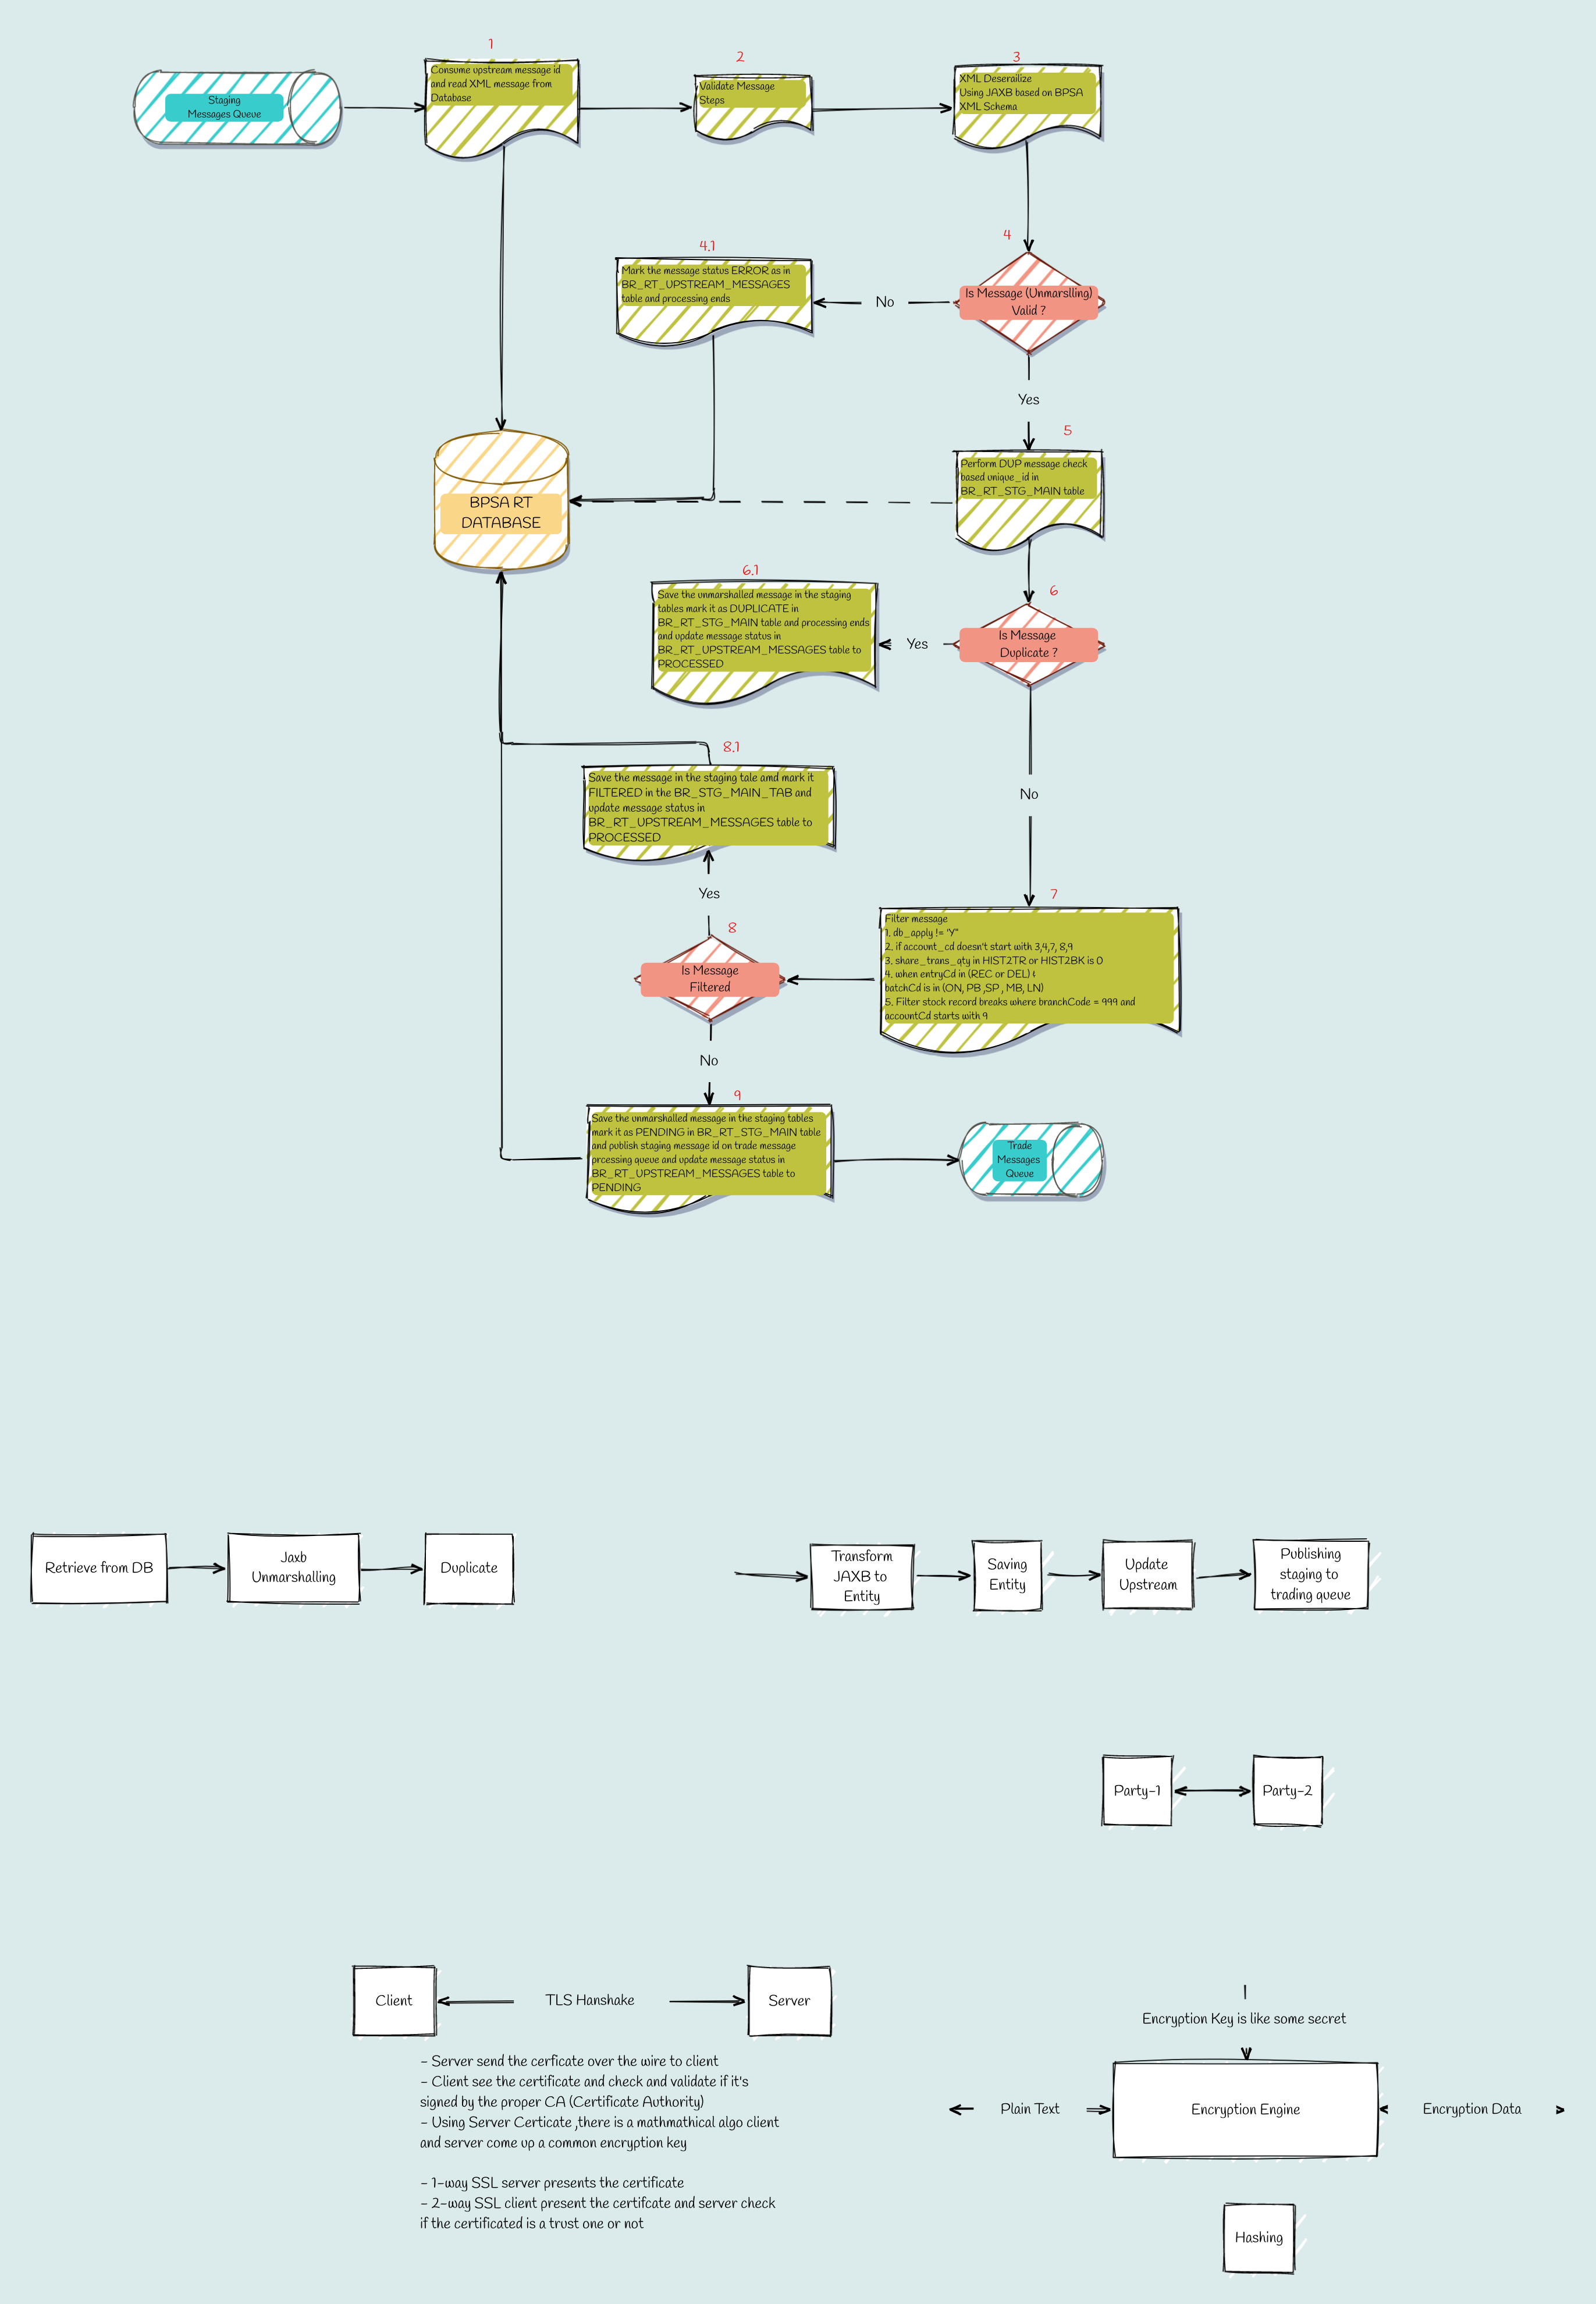 1
2
3
Staging
Messages Queue
Consume upstream message id
and read XML message from
Database
Validate Message
Steps
XML Deserailize
Using JAXB based on BPSA
XML Schema
4.1
4
Mark the message status ERROR as in
BR_RT_UPSTREAM_MESSAGES
table and processing ends
No
Is Message (Unmarslling)
Valid ?
Yes
5
Perform DUP message check
based unique_id in
BR_RT_STG_MAIN table
BPSA RT
DATABASE
6.1
6
Save the unmarshalled message in the staging
tables mark it as DUPLICATE in
BR_RT_STG_MAIN table and processing ends
and update message status in
BR_RT_UPSTREAM_MESSAGES table to
PROCESSED
Yes
Is Message
Duplicate ?
8.1
Save the message in the staging tale amd mark it
FILTERED in the BR_STG_MAIN_TAB and
update message status in
BR_RT_UPSTREAM_MESSAGES table to
PROCESSED
No
Yes
7
Filter message
1. db_apply != 'Y"
2. if account_cd doesn't start with 3,4,7, 8,9
3. share_trans_qty in HIST2TR or HIST2BK is 0
4. when entryCd in (REC or DEL) &
batchCd is in (ON, PB ,SP , MB, LN)
5. Filter stock record breaks where branchCode = 999 and
accountCd starts with 9
8
Is Message
Filtered
No
9
Save the unmarshalled message in the staging tables
mark it as PENDING in BR_RT_STG_MAIN table
and publish staging message id on trade message
prcessing queue and update message status in
BR_RT_UPSTREAM_MESSAGES table to
PENDING
Trade
Messages
Queue
Retrieve from DB
Jaxb
Unmarshalling
Duplicate
Transform
JAXB to
Entity
Saving
Entity
Update
Upstream
Publishing
staging to
trading queue
Party-1
Party-2
Client
TLS Hanshake
Server
- Server send the cerficate over the wire to client
- Client see the certificate and check and validate if it's
signed by the proper CA (Certificate Authority)
- Using Server Certicate ,there is a mathmathical algo client
and server come up a common encryption key
- 1-way SSL server presents the certificate
- 2-way SSL client present the certifcate and server check
if the certificated is a trust one or not
Encryption Key is like some secret
Plain Text
Encryption Engine
Encryption Data
Hashing